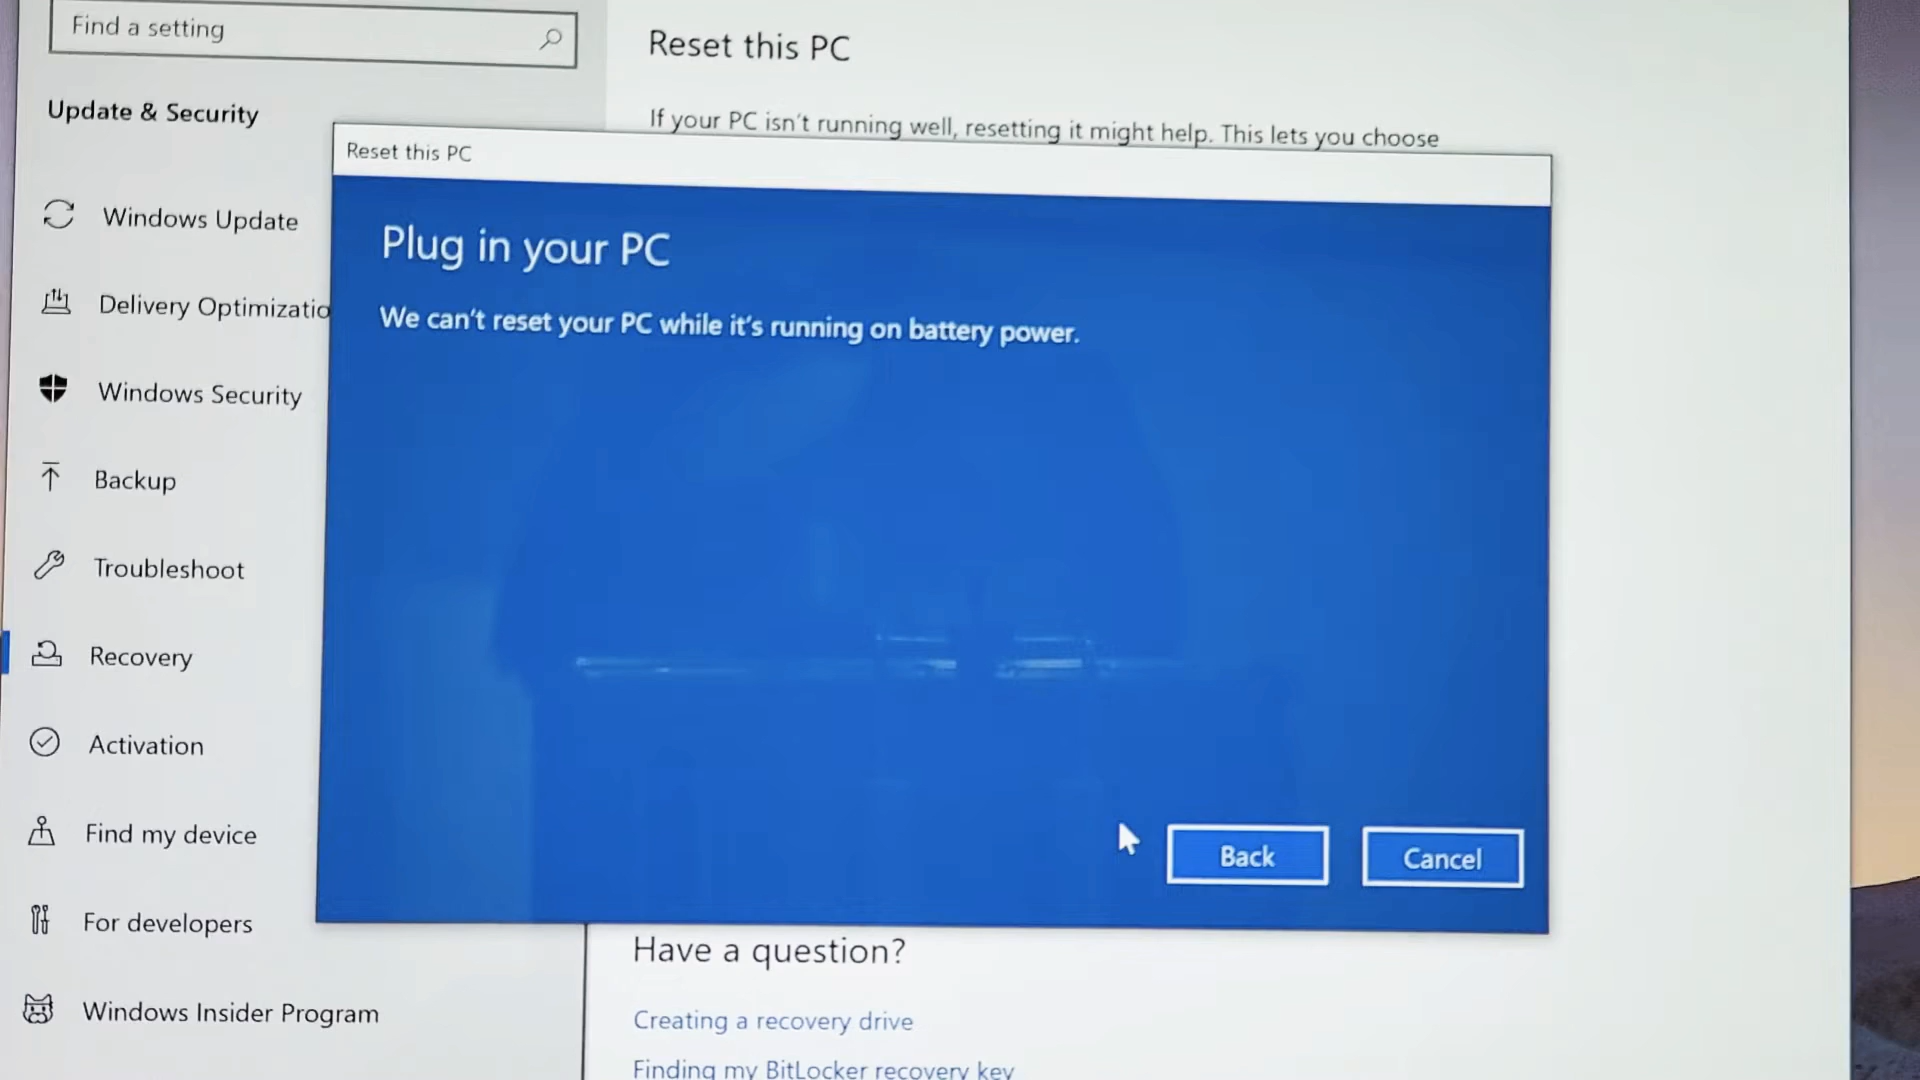 Find a setting
Update & Security
Windows Update
Delivery Optimizatio
Windows Security
Backup
Troubleshoot
Recovery
Activation
Find my device
For developers
Windows Insider Program
Reset this PC
If your PC isn't running well, resetting it might help. This lets you choose
Reset this PC
Plug in your PC
We can't reset your PC while it's running on battery power.
Back
Cancel
Have a question?
Creating a recovery drive
Finding my BitLocker recovery key